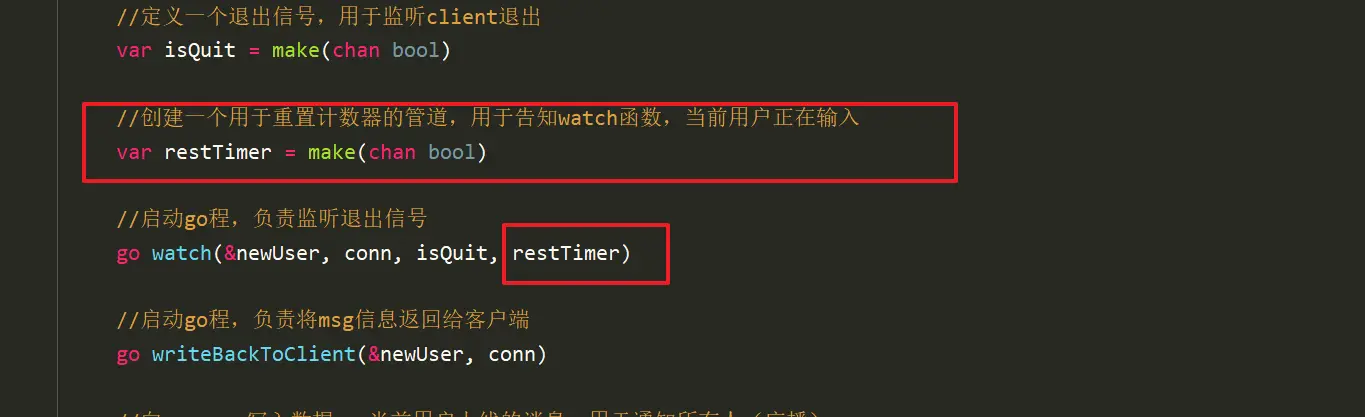 //定义一个退出信号，用于监听client退出
var isQuit = make(chan bool)
//创建一个用于重置计数器的管道，用于告知watch函数，当前用户正在输入
var restTimer = make(chan bool)
//启动go程，负责监听退出信号
go watch(&newUser, conn, isQuit, restTimer)
//启动go程，负责将msg信息返回给客户端
go writeBackToClient(&newUser, conn)